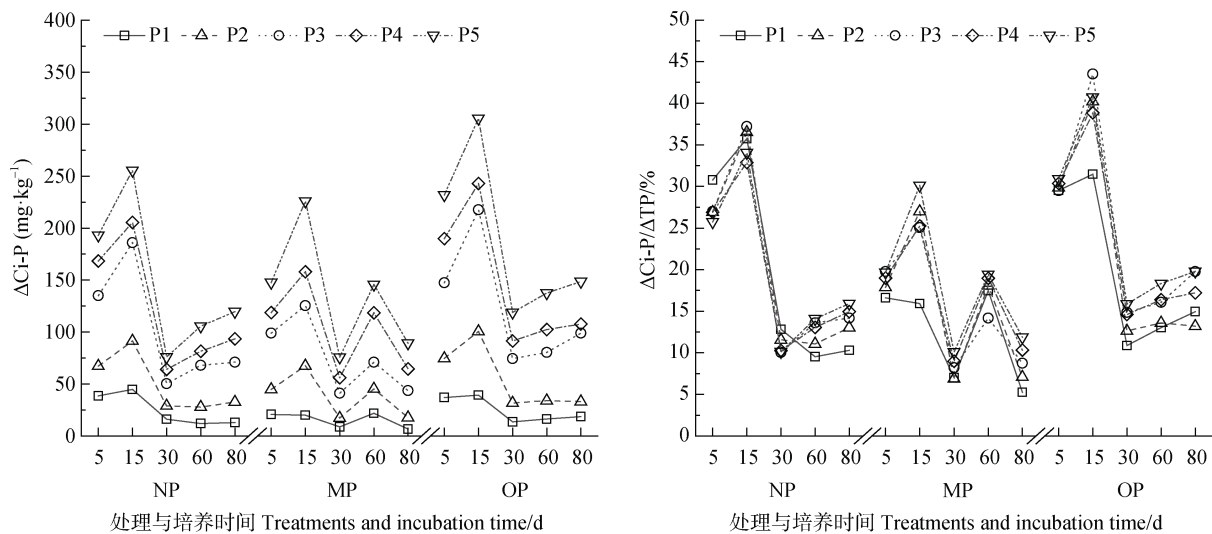 P1 P2 P3 P4 P5
400
350
300
250
200
150
100
50
0
ΔCi-P (mg·kg⁻¹)
5 15 30 60 80 5 15 30 60 80 5 15 30 60 80
NP MP OP
处理与培养时间 Treatments and incubation time/d
P1 P2 P3 P4 P5
50
45
40
35
30
25
20
15
10
5
0
ΔCi-P/ΔTP/%
5 15 30 60 80 5 15 30 60 80 5 15 30 60 80
NP MP OP
处理与培养时间 Treatments and incubation time/d